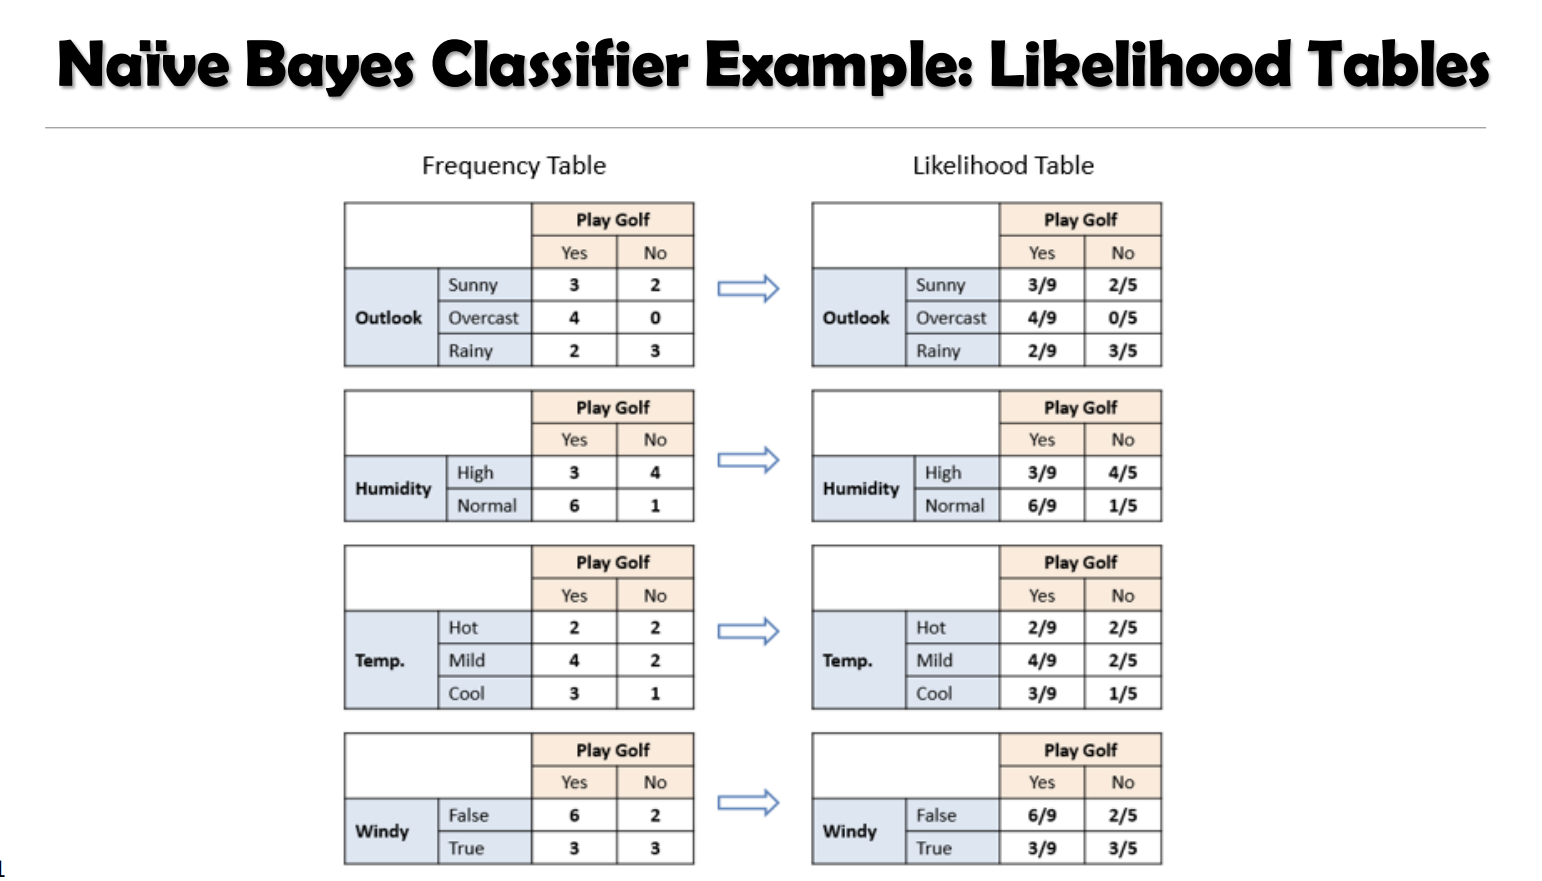 Naïve Bayes Classifier Example: Likelihood Tables
Frequency Table
Play Golf
Yes No
Outlook
Sunny 3 2
Overcast 4 0
Rainy 2 3
Likelihood Table
Play Golf
Yes No
Outlook
Sunny 3/9 2/5
Overcast 4/9 0/5
Rainy 2/9 3/5
Play Golf
Yes No
Humidity
High 3 4
Normal 6 1
Play Golf
Yes No
Humidity
High 3/9 4/5
Normal 6/9 1/5
Play Golf
Yes No
Temp.
Hot 2 2
Mild 4 2
Cool 3 1
Play Golf
Yes No
Temp.
Hot 2/9 2/5
Mild 4/9 2/5
Cool 3/9 1/5
Play Golf
Yes No
Windy
False 6 2
True 3 3
Play Golf
Yes No
Windy
False 6/9 2/5
True 3/9 3/5